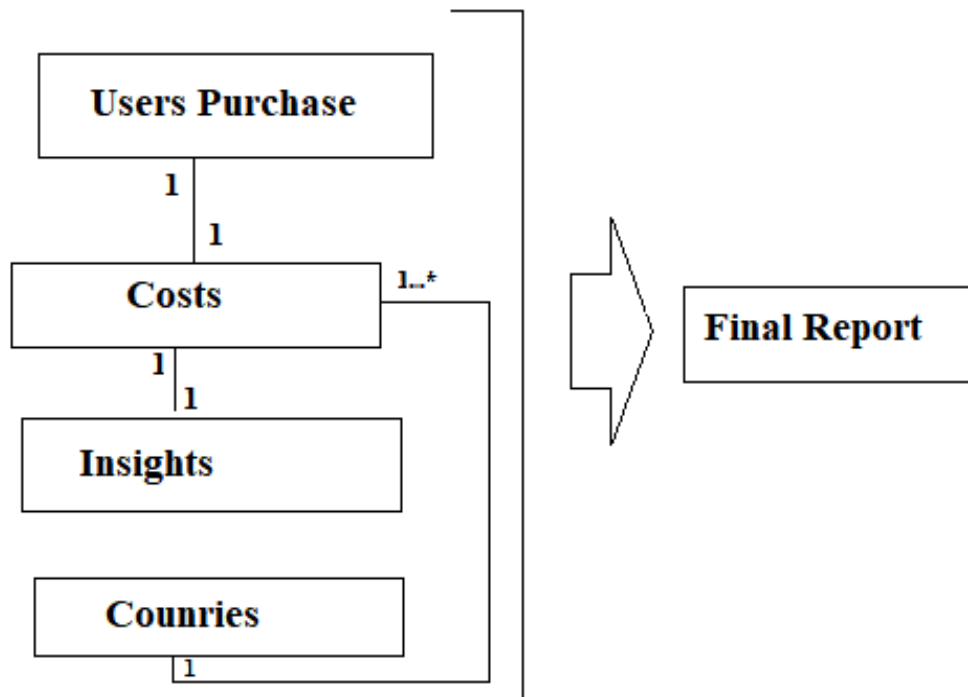 Users Purchase
1
1
Costs
1...*
1
1
Insights
Counries
1
Final Report